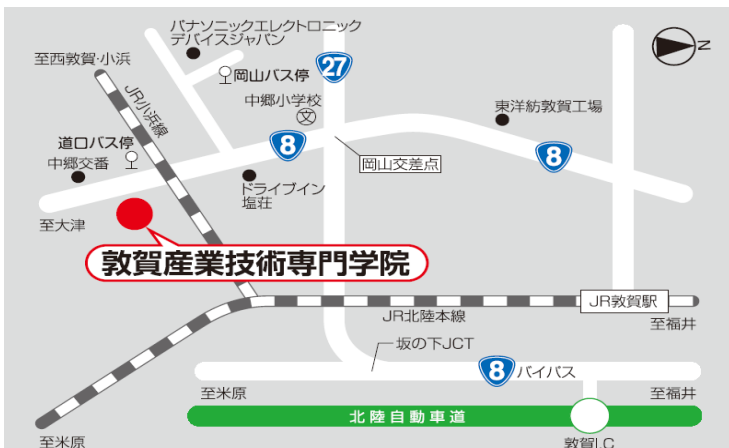 パナソニックエレクトロニック
デバイスジャパン
至西敦賀・小浜
岡山バス停
27
N
JR小浜線
中郷小学校
文
東洋紡敦賀工場
道口バス停
中郷交番
8
岡山交差点
8
ドライブイン
塩荘
至大津
敦賀産業技術専門学院
JR敦賀駅
JR北陸本線
至福井
坂の下JCT
8
バイパス
至米原
至福井
北陸自動車道
至米原
敦賀I.C